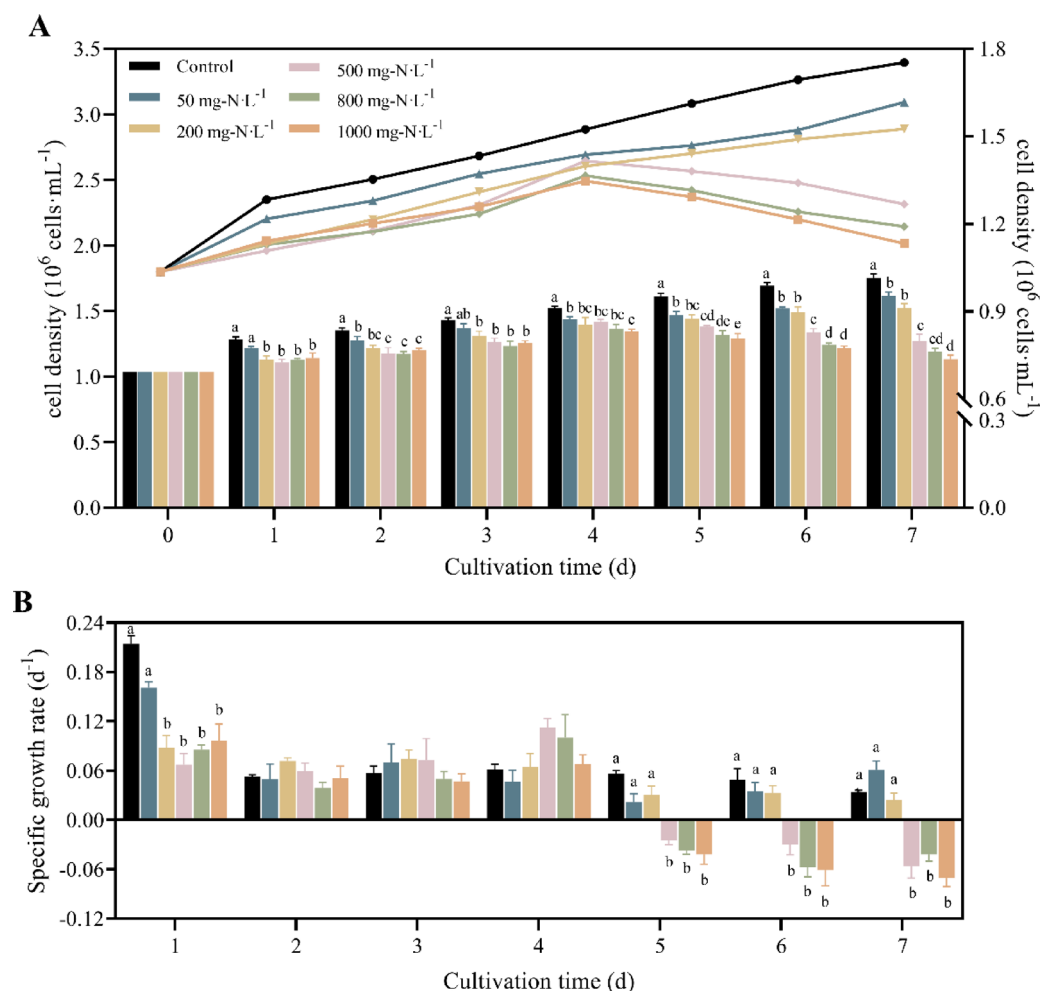 A
3.5
3.0
2.5
2.0
1.5
1.0
0.5
0.0
cell density (10⁶ cells·mL⁻¹)
Control
50 mg-N·L⁻¹
200 mg-N·L⁻¹
500 mg-N·L⁻¹
800 mg-N·L⁻¹
1000 mg-N·L⁻¹
1.8
1.5
1.2
0.9
0.6
0.3
0.0
cell density (10⁶ cells·mL⁻¹)
a a b b b b
a b bc c c c
a ab b b b b
a b bc bc bc c
a b bc cd dc e
a b b c d d
a b b c cd d
0 1 2 3 4 5 6 7
Cultivation time (d)
B
0.24
0.18
0.12
0.06
0.00
-0.06
-0.12
Specific growth rate (d⁻¹)
a a b b b b
a a a b b b
a a a b b b
a a a b b b
1 2 3 4 5 6 7
Cultivation time (d)